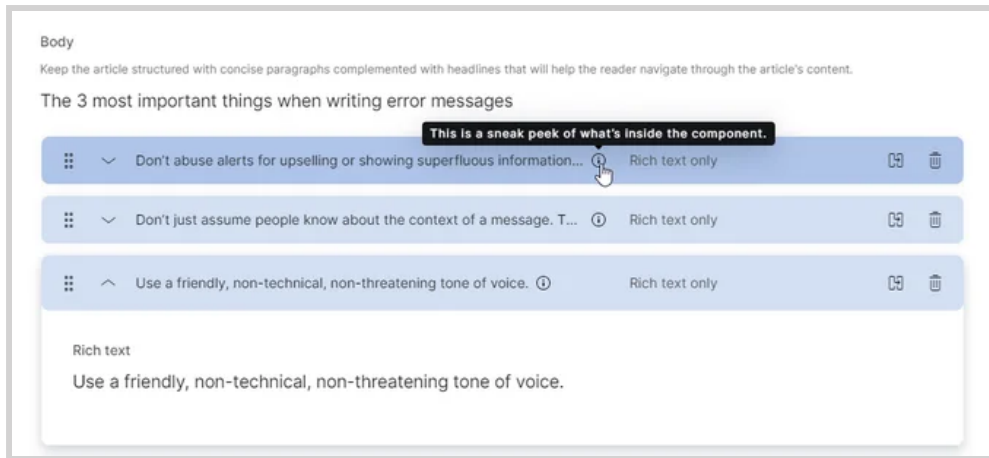 Body
Keep the article structured with concise paragraphs complemented with headlines that will help the reader navigate through the article's content.
The 3 most important things when writing error messages
This is a sneak peek of what's inside the component.
Don't abuse alerts for upselling or showing superfluous information... Rich text only
Don't just assume people know about the context of a message. T... Rich text only
Use a friendly, non-technical, non-threatening tone of voice. Rich text only
Rich text
Use a friendly, non-technical, non-threatening tone of voice.